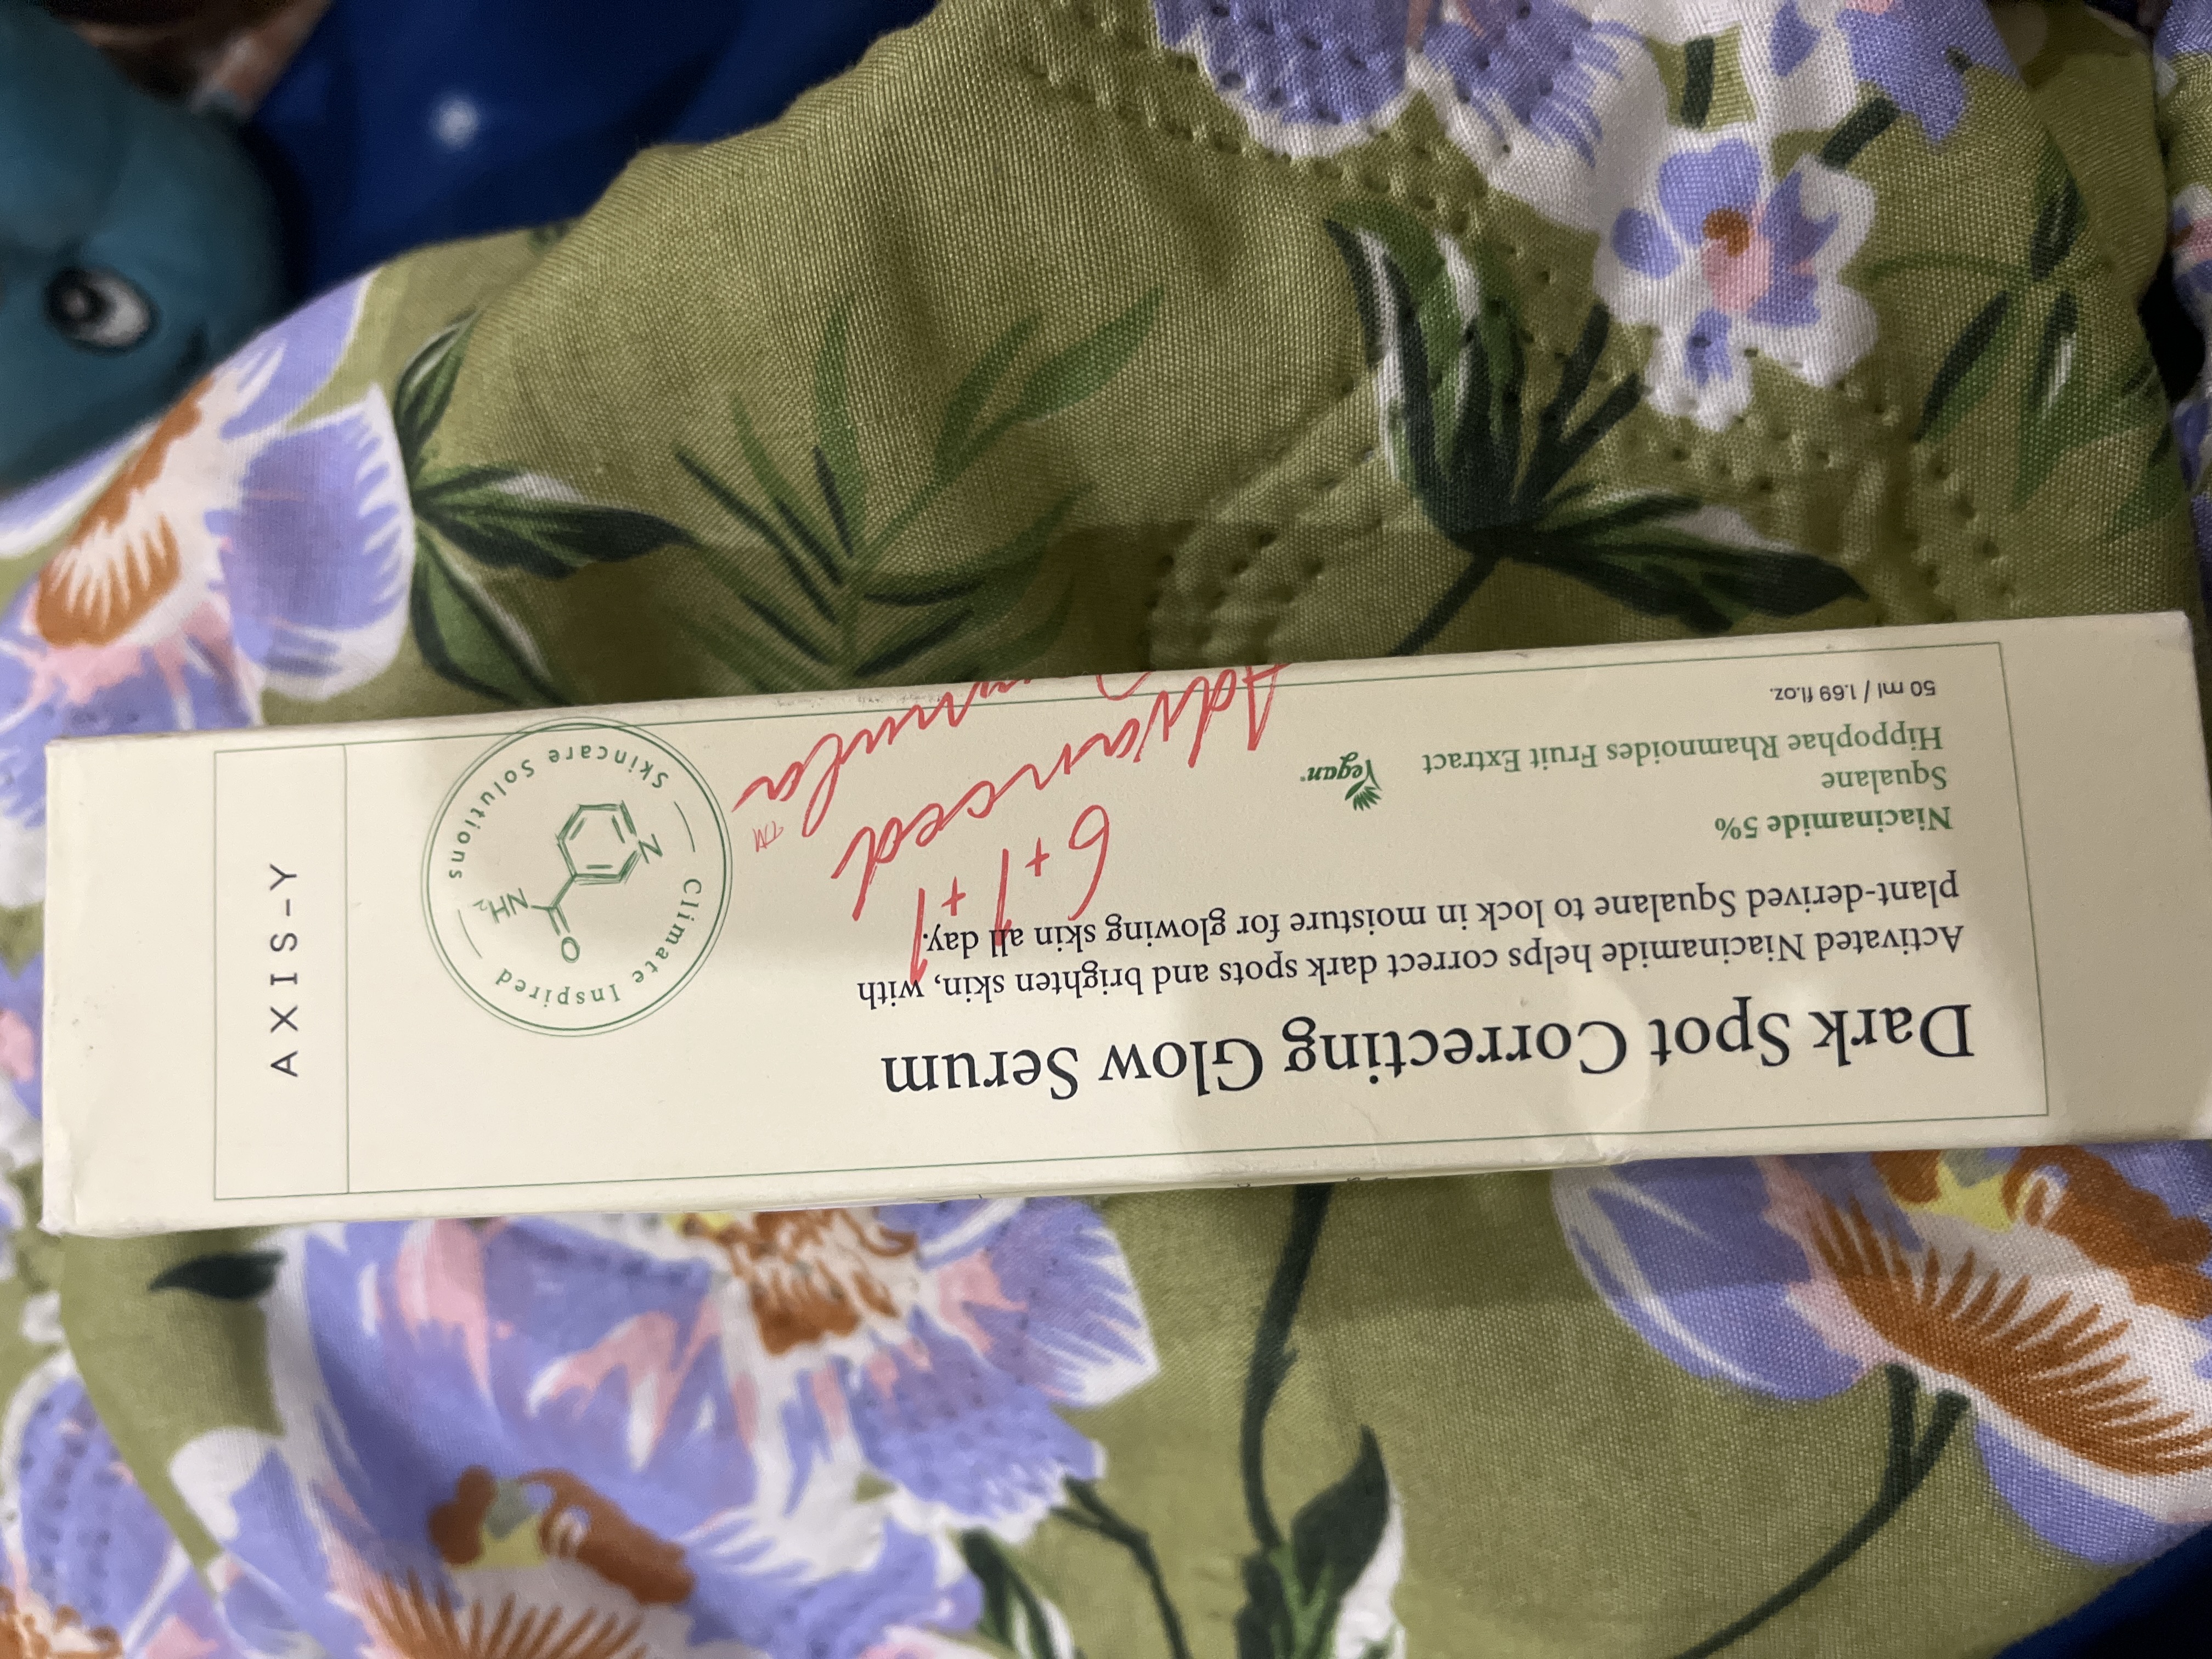 Dark Spot Correcting Glow Serum
Activated Niacinamide helps correct dark spots and brighten skin, with
plant-derived Squalane to lock in moisture for glowing skin all day.
Niacinamide 5%
Squalane
Hippophae Rhamnoides Fruit Extract
Vegan
50 ml / 1.69 fl.oz.
6+1+1
Advanced
TM
Climate Inspired
Skincare Solutions
O
NH₂
N
AXIS-Y